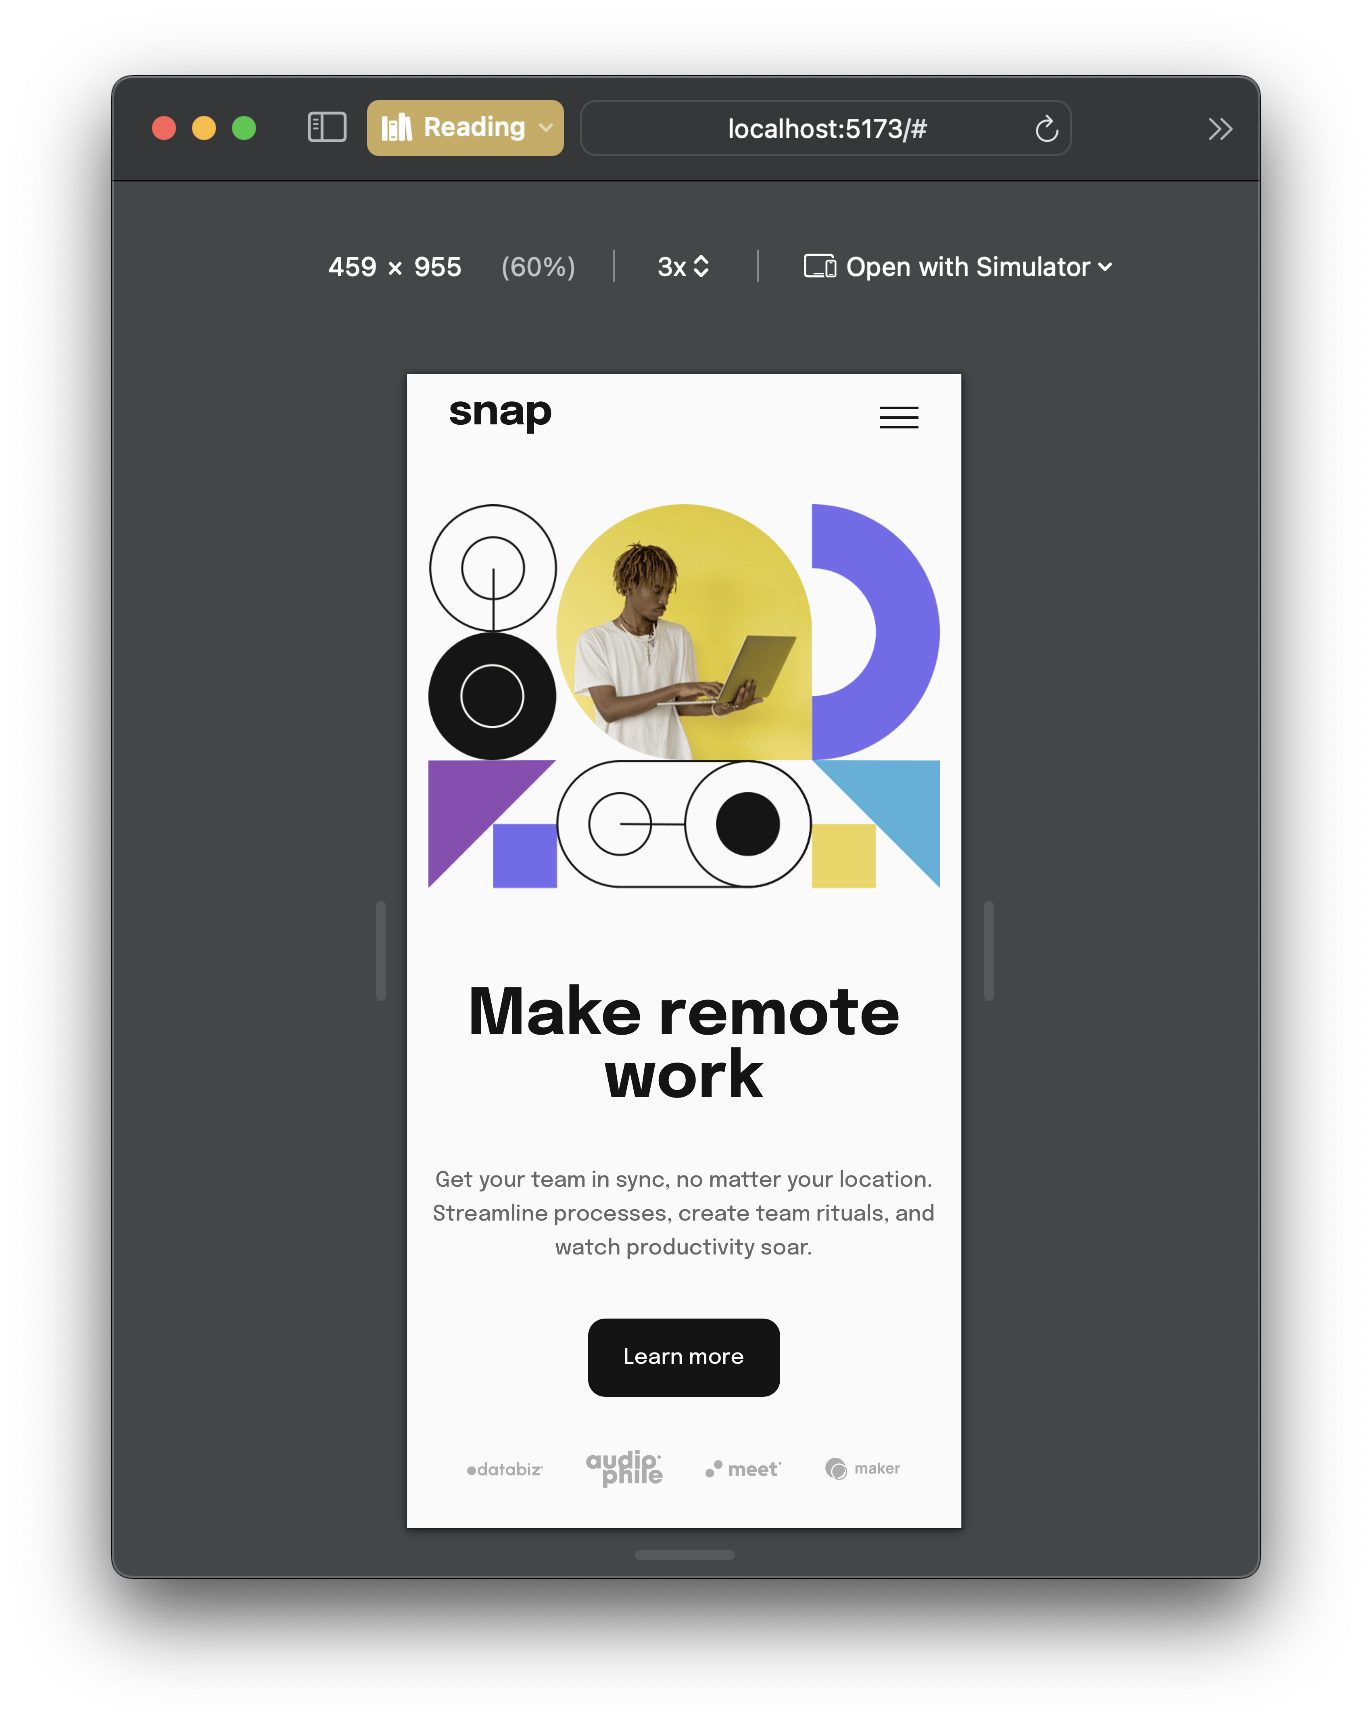 Reading
localhost:5173/#
459 × 955 (60%) 3x Open with Simulator
snap
Make remote
work
Get your team in sync, no matter your location.
Streamline processes, create team rituals, and
watch productivity soar.
Learn more
databiz audiophile meet maker